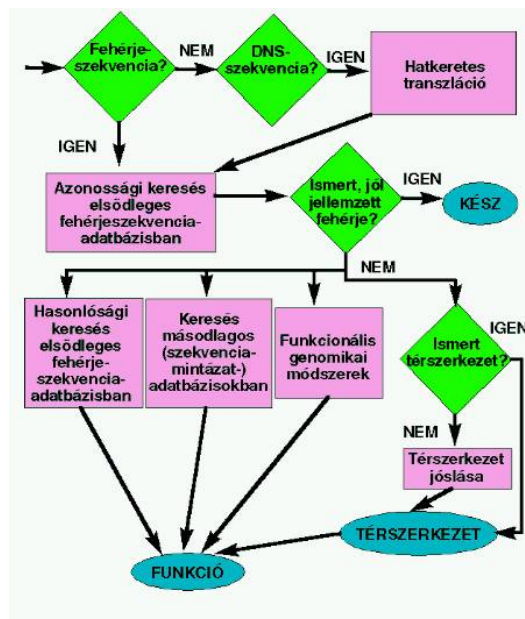 Fehérje-
szekvencia?
NEM
DNS-
szekvencia?
IGEN
Hatkeretes
transzláció
IGEN
Azonossági keresés
elsődleges
fehérjeszekvencia-
adatbázisban
Ismert, jól
jellemzett
fehérje?
IGEN
KÉSZ
NEM
Hasonlósági
keresés
elsődleges
fehérje-
szekvencia-
adatbázisban
Keresés
másodlagos
(szekvencia-
mintázat-)
adatbázisokban
Funkcionális
genomikai
módszerek
Ismert
térszerkezet?
IGEN
NEM
Térszerkezet
jóslása
TÉRSZERKEZET
FUNKCIÓ